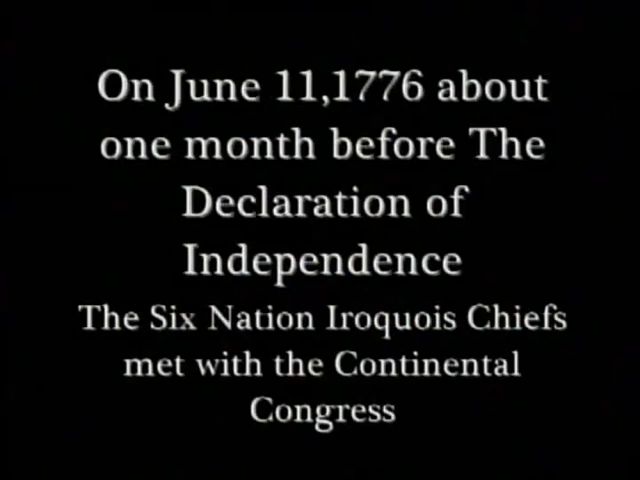 On June 11,1776 about
one month before The
Declaration of
Independence
The Six Nation Iroquois Chiefs
met with the Continental
Congress